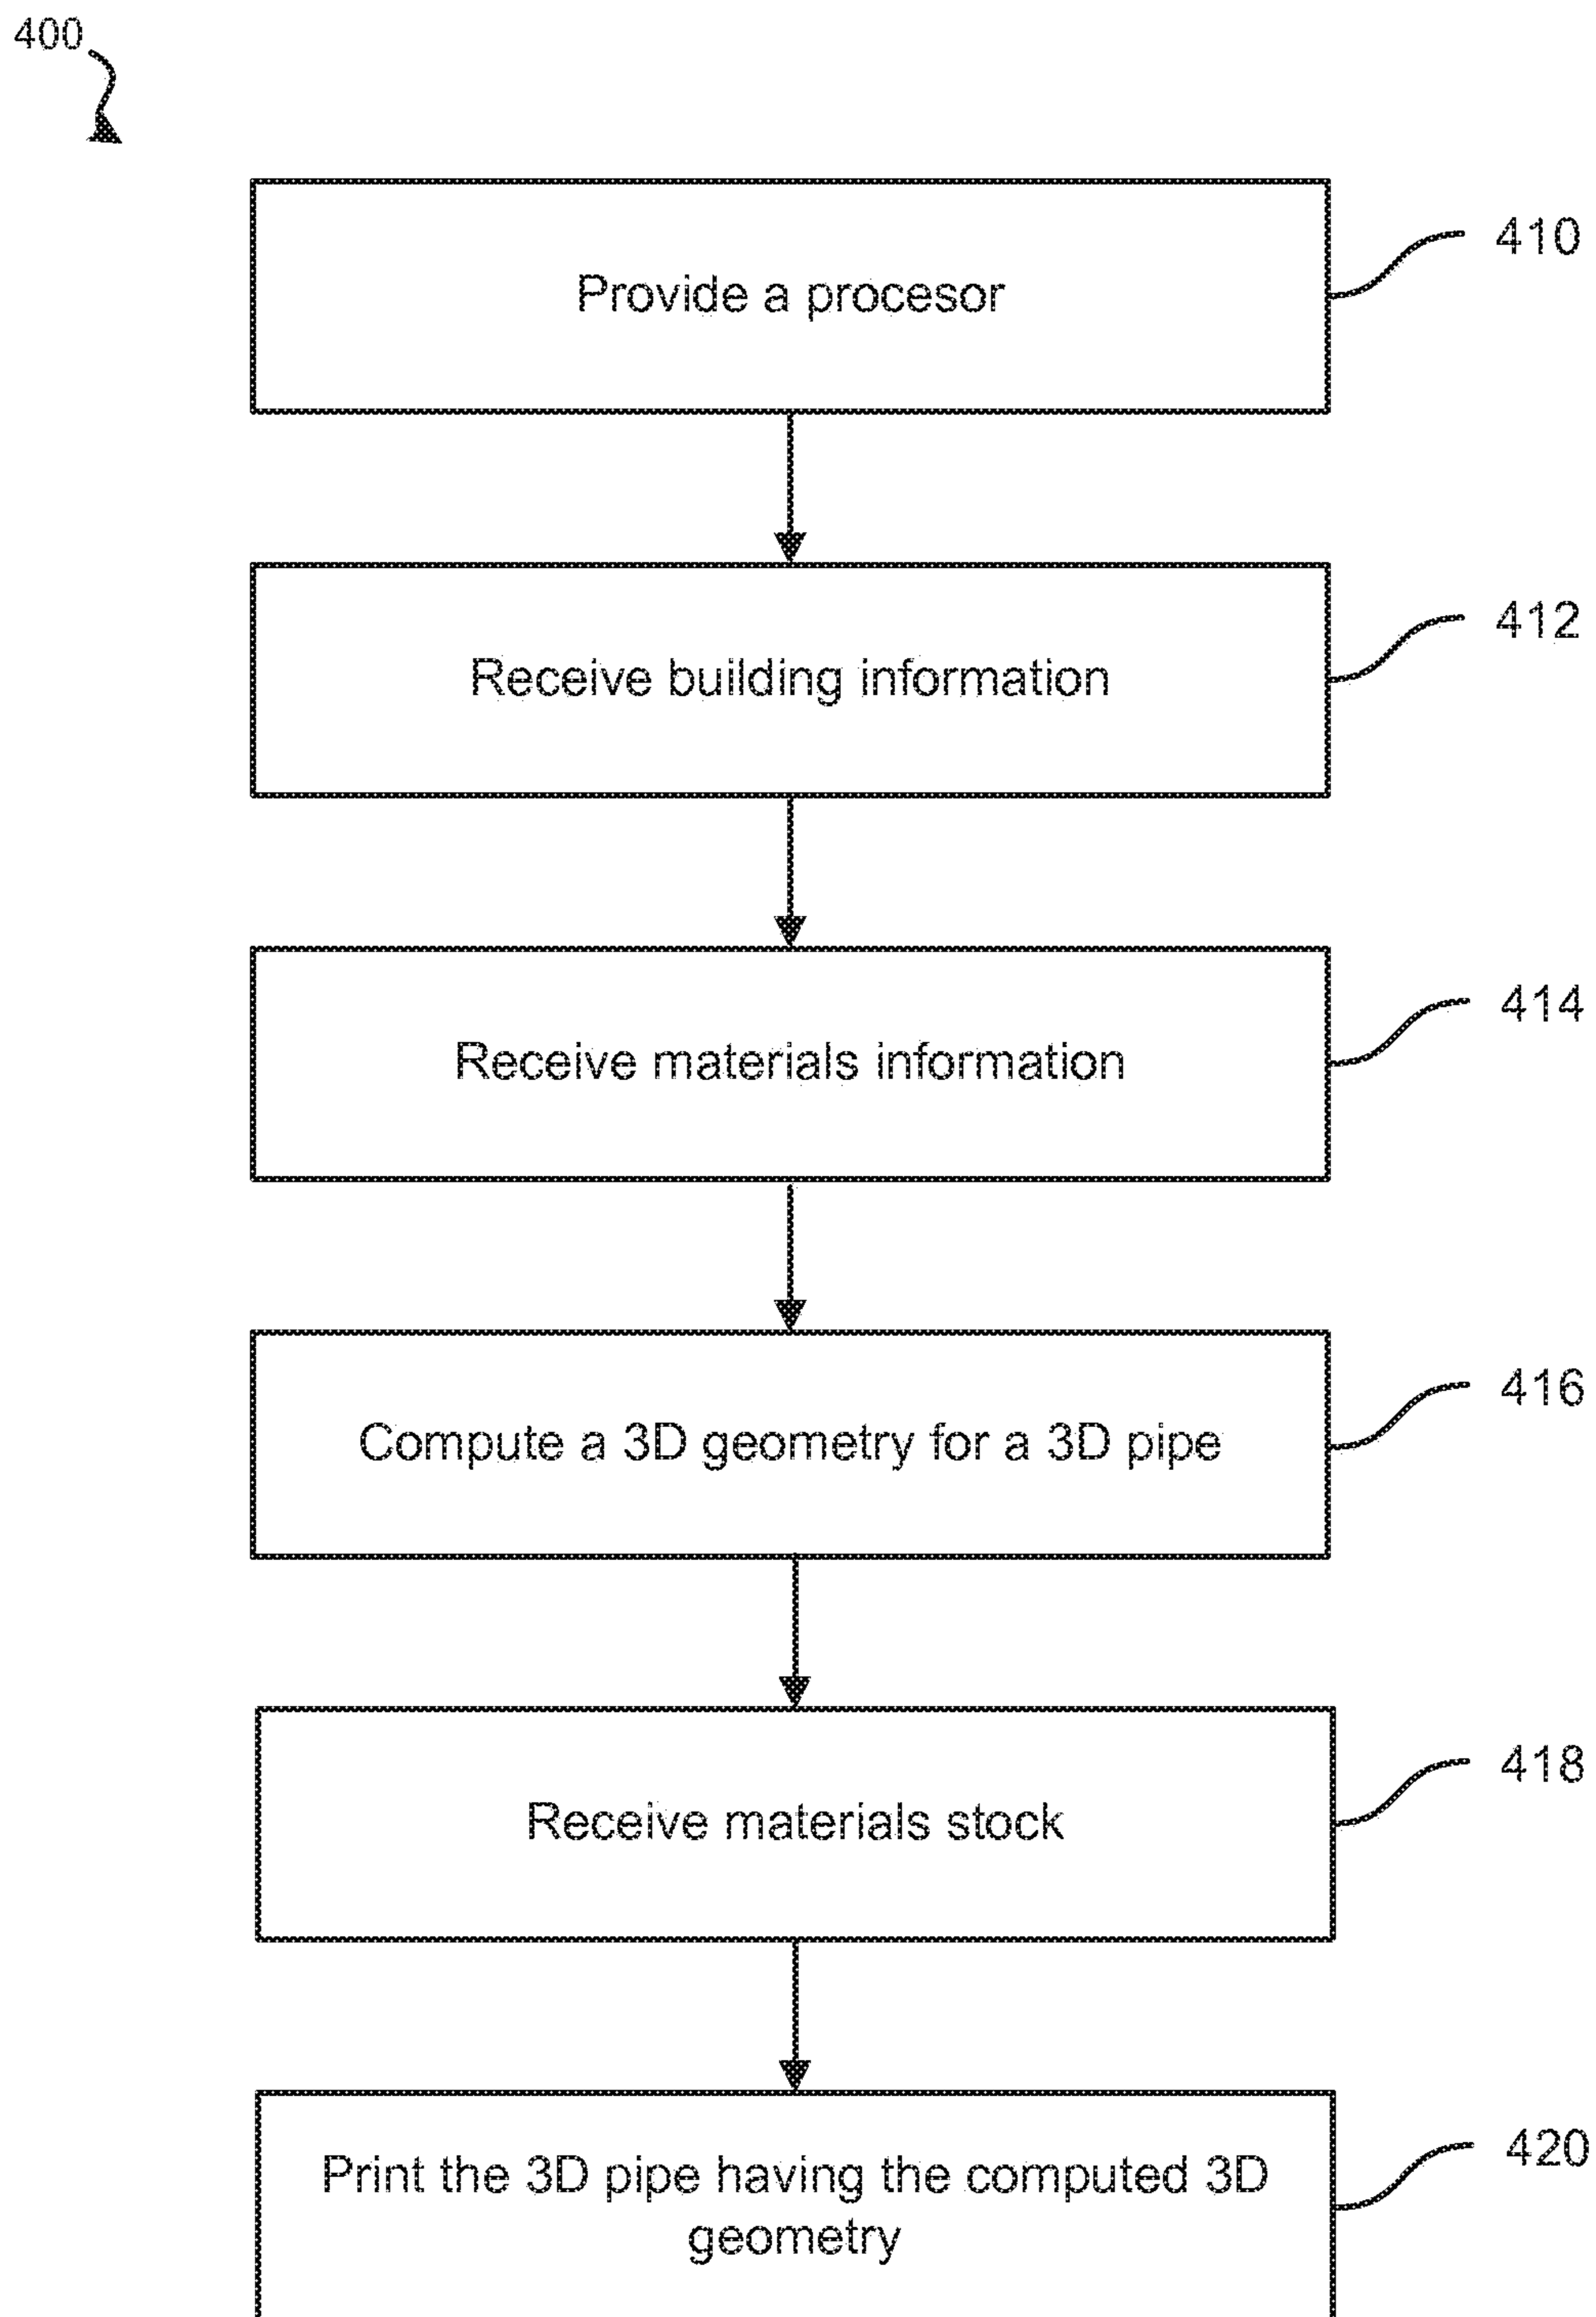 400
Provide a procesor
410
Receive building information
412
Receive materials information
414
Compute a 3D geometry for a 3D pipe
416
Receive materials stock
418
Print the 3D pipe having the computed 3D
geometry
420